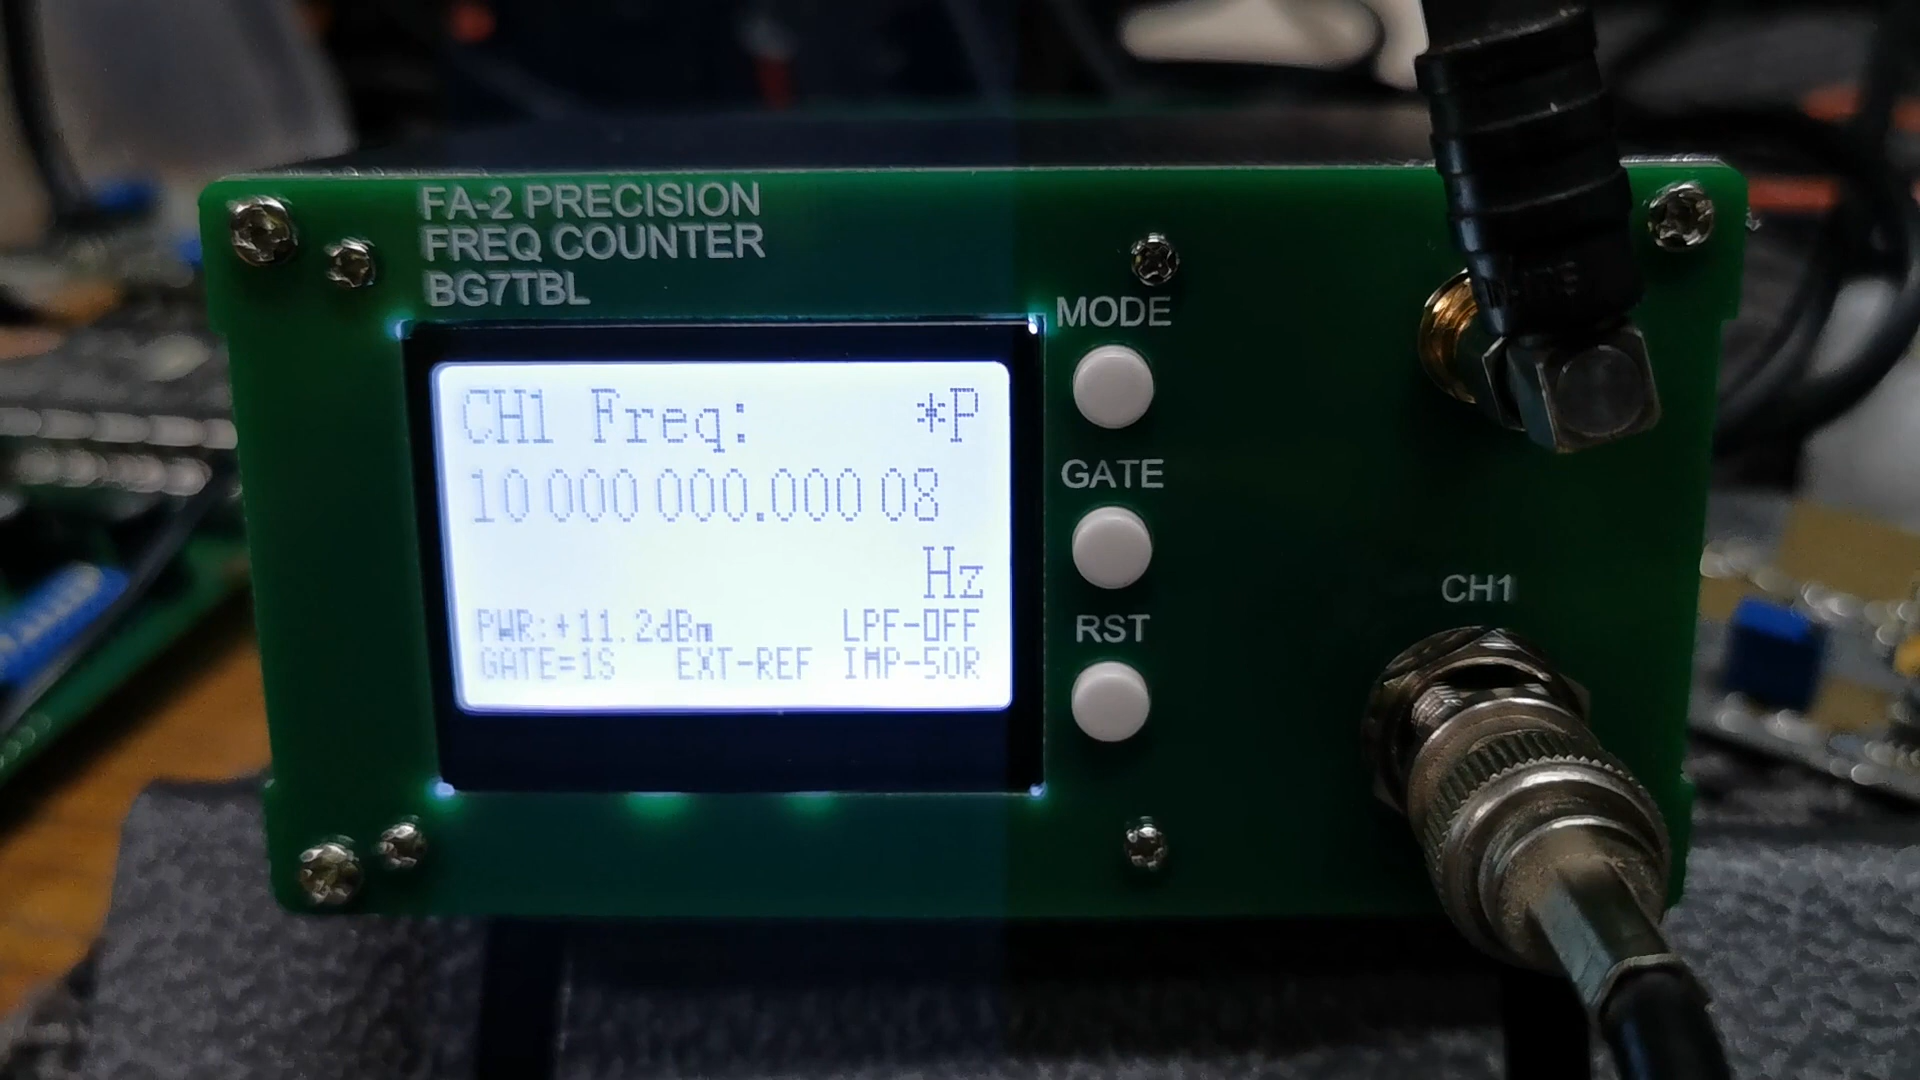 FA-2 PRECISION
FREQ COUNTER
BG7TBL
MODE
CH1 Freq: *P
10 000 000.000 08
Hz
PWR:+11.2dBm LPF-OFF
GATE=1S EXT-REF IMP-50R
GATE
RST
CH1